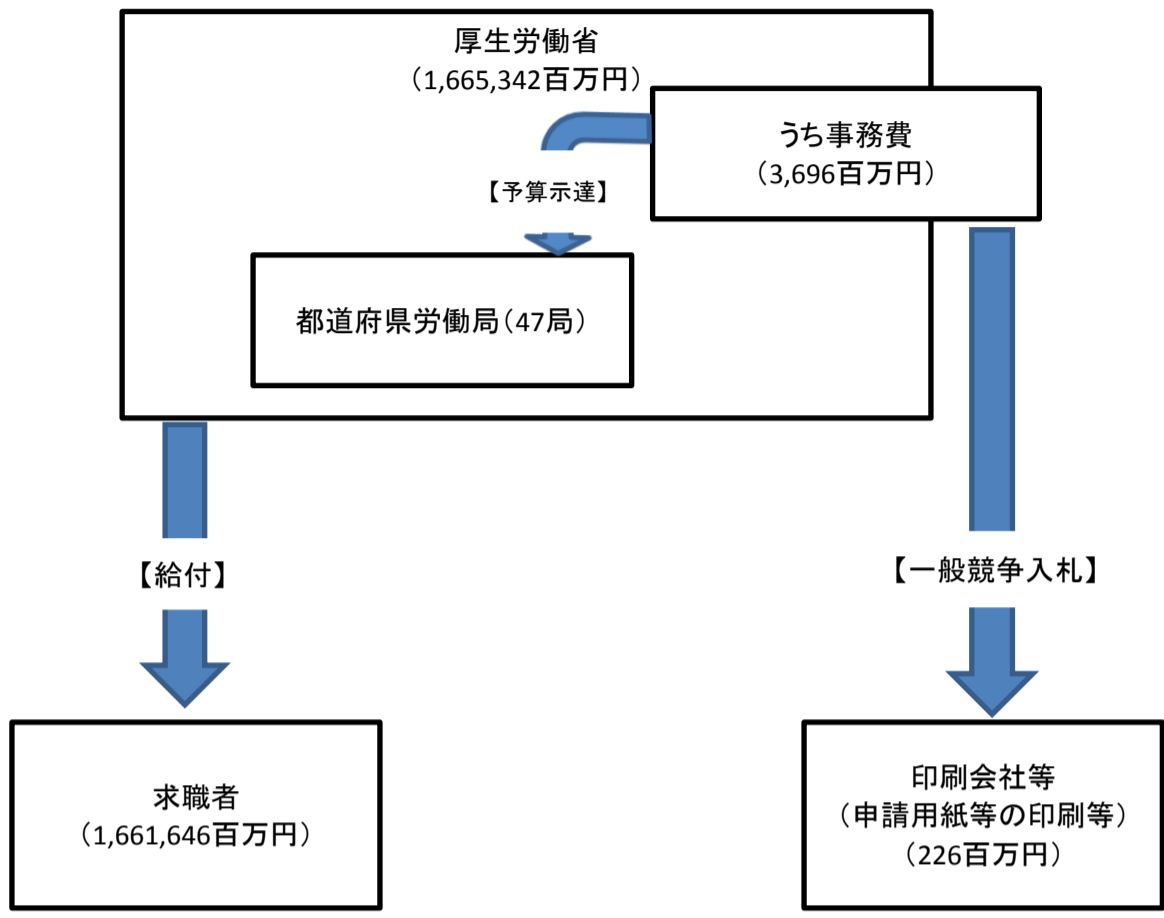 厚生労働省
（1,665,342百万円）
うち事務費
（3,696百万円）
【予算示達】
都道府県労働局（47局）
【給付】
【一般競争入札】
求職者
（1,661,646百万円）
印刷会社等
（申請用紙等の印刷等）
（226百万円）